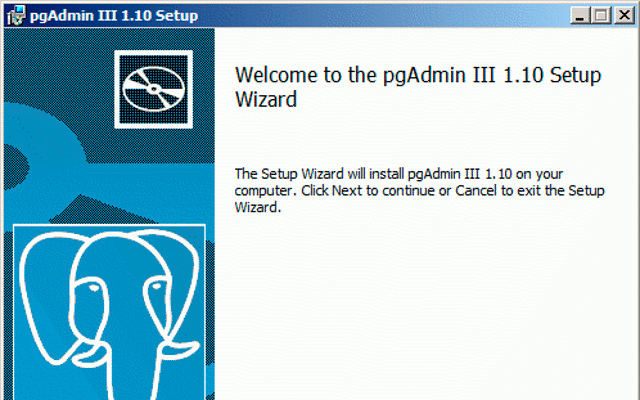 pgAdmin III 1.10 Setup
Welcome to the pgAdmin III 1.10 Setup
Wizard
The Setup Wizard will install pgAdmin III 1.10 on your
computer. Click Next to continue or Cancel to exit the Setup
Wizard.